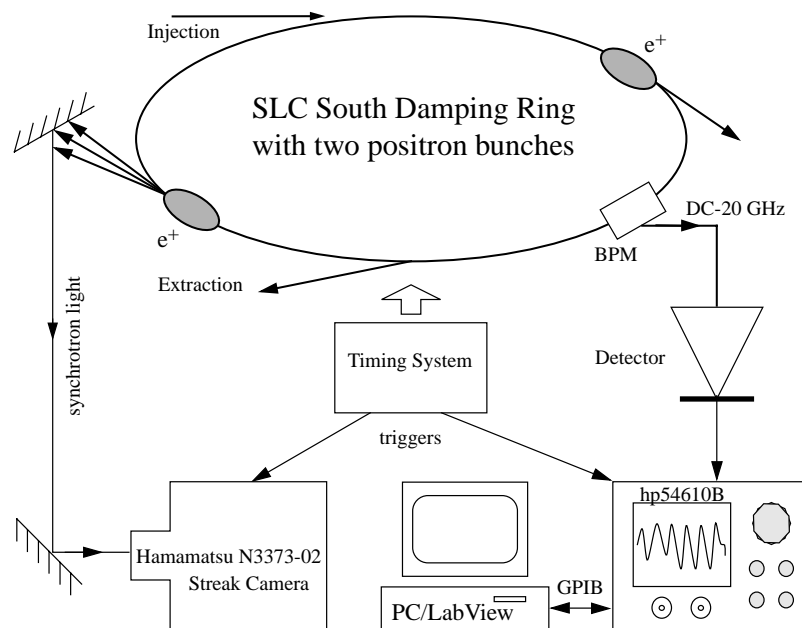 Injection
e+
SLC South Damping Ring
with two positron bunches
DC-20 GHz
e+
BPM
Extraction
synchrotron light
Timing System
Detector
triggers
hp54610B
Hamamatsu N3373-02
Streak Camera
GPIB
PC/LabView